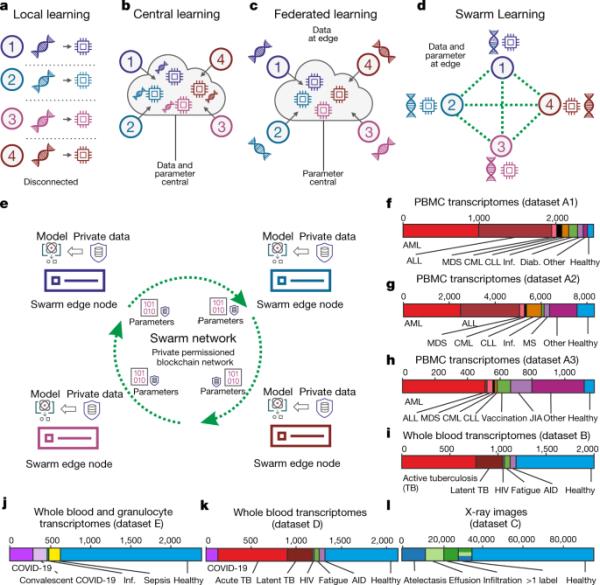 a Local learning
1
2
3
4
Disconnected
b Central learning
1
4
2
3
Data and
parameter
central
c Federated learning
Data
at edge
1
4
2
3
Parameter
central
d Swarm Learning
Data and
parameter
at edge
1
2
4
3
e
Model Private data
Swarm edge node
Model Private data
Swarm edge node
101
010
Parameters
101
010
Parameters
Swarm network
Private permissioned
blockchain network
101
010
Parameters
101
010
Parameters
Model Private data
Swarm edge node
Model Private data
Swarm edge node
f PBMC transcriptomes (dataset A1)
0 1,000 2,000
AML
ALL MDS CML CLL Inf. Diab. Other Healthy
g PBMC transcriptomes (dataset A2)
0 2,000 4,000 6,000 8,000
AML ALL
MDS CML CLL Inf. MS Other Healthy
h PBMC transcriptomes (dataset A3)
0 200 400 600 800 1,000
AML
ALL MDS CML CLL Vaccination JIA Other Healthy
i Whole blood transcriptomes (dataset B)
0 500 1,000 1,500 2,000
Active tuberculosis
(TB) Latent TB HIV Fatigue AID Healthy
j Whole blood and granulocyte
transcriptomes (dataset E)
0 500 1,000 1,500 2,000
COVID-19
Convalescent COVID-19 Inf. Sepsis Healthy
k Whole blood transcriptomes
(dataset D)
0 500 1,000 1,500 2,000
COVID-19
Acute TB Latent TB HIV Fatigue AID Healthy
l X-ray images
(dataset C)
0 20,000 40,000 60,000 80,000
Atelectasis Effusion Infiltration >1 label Healthy